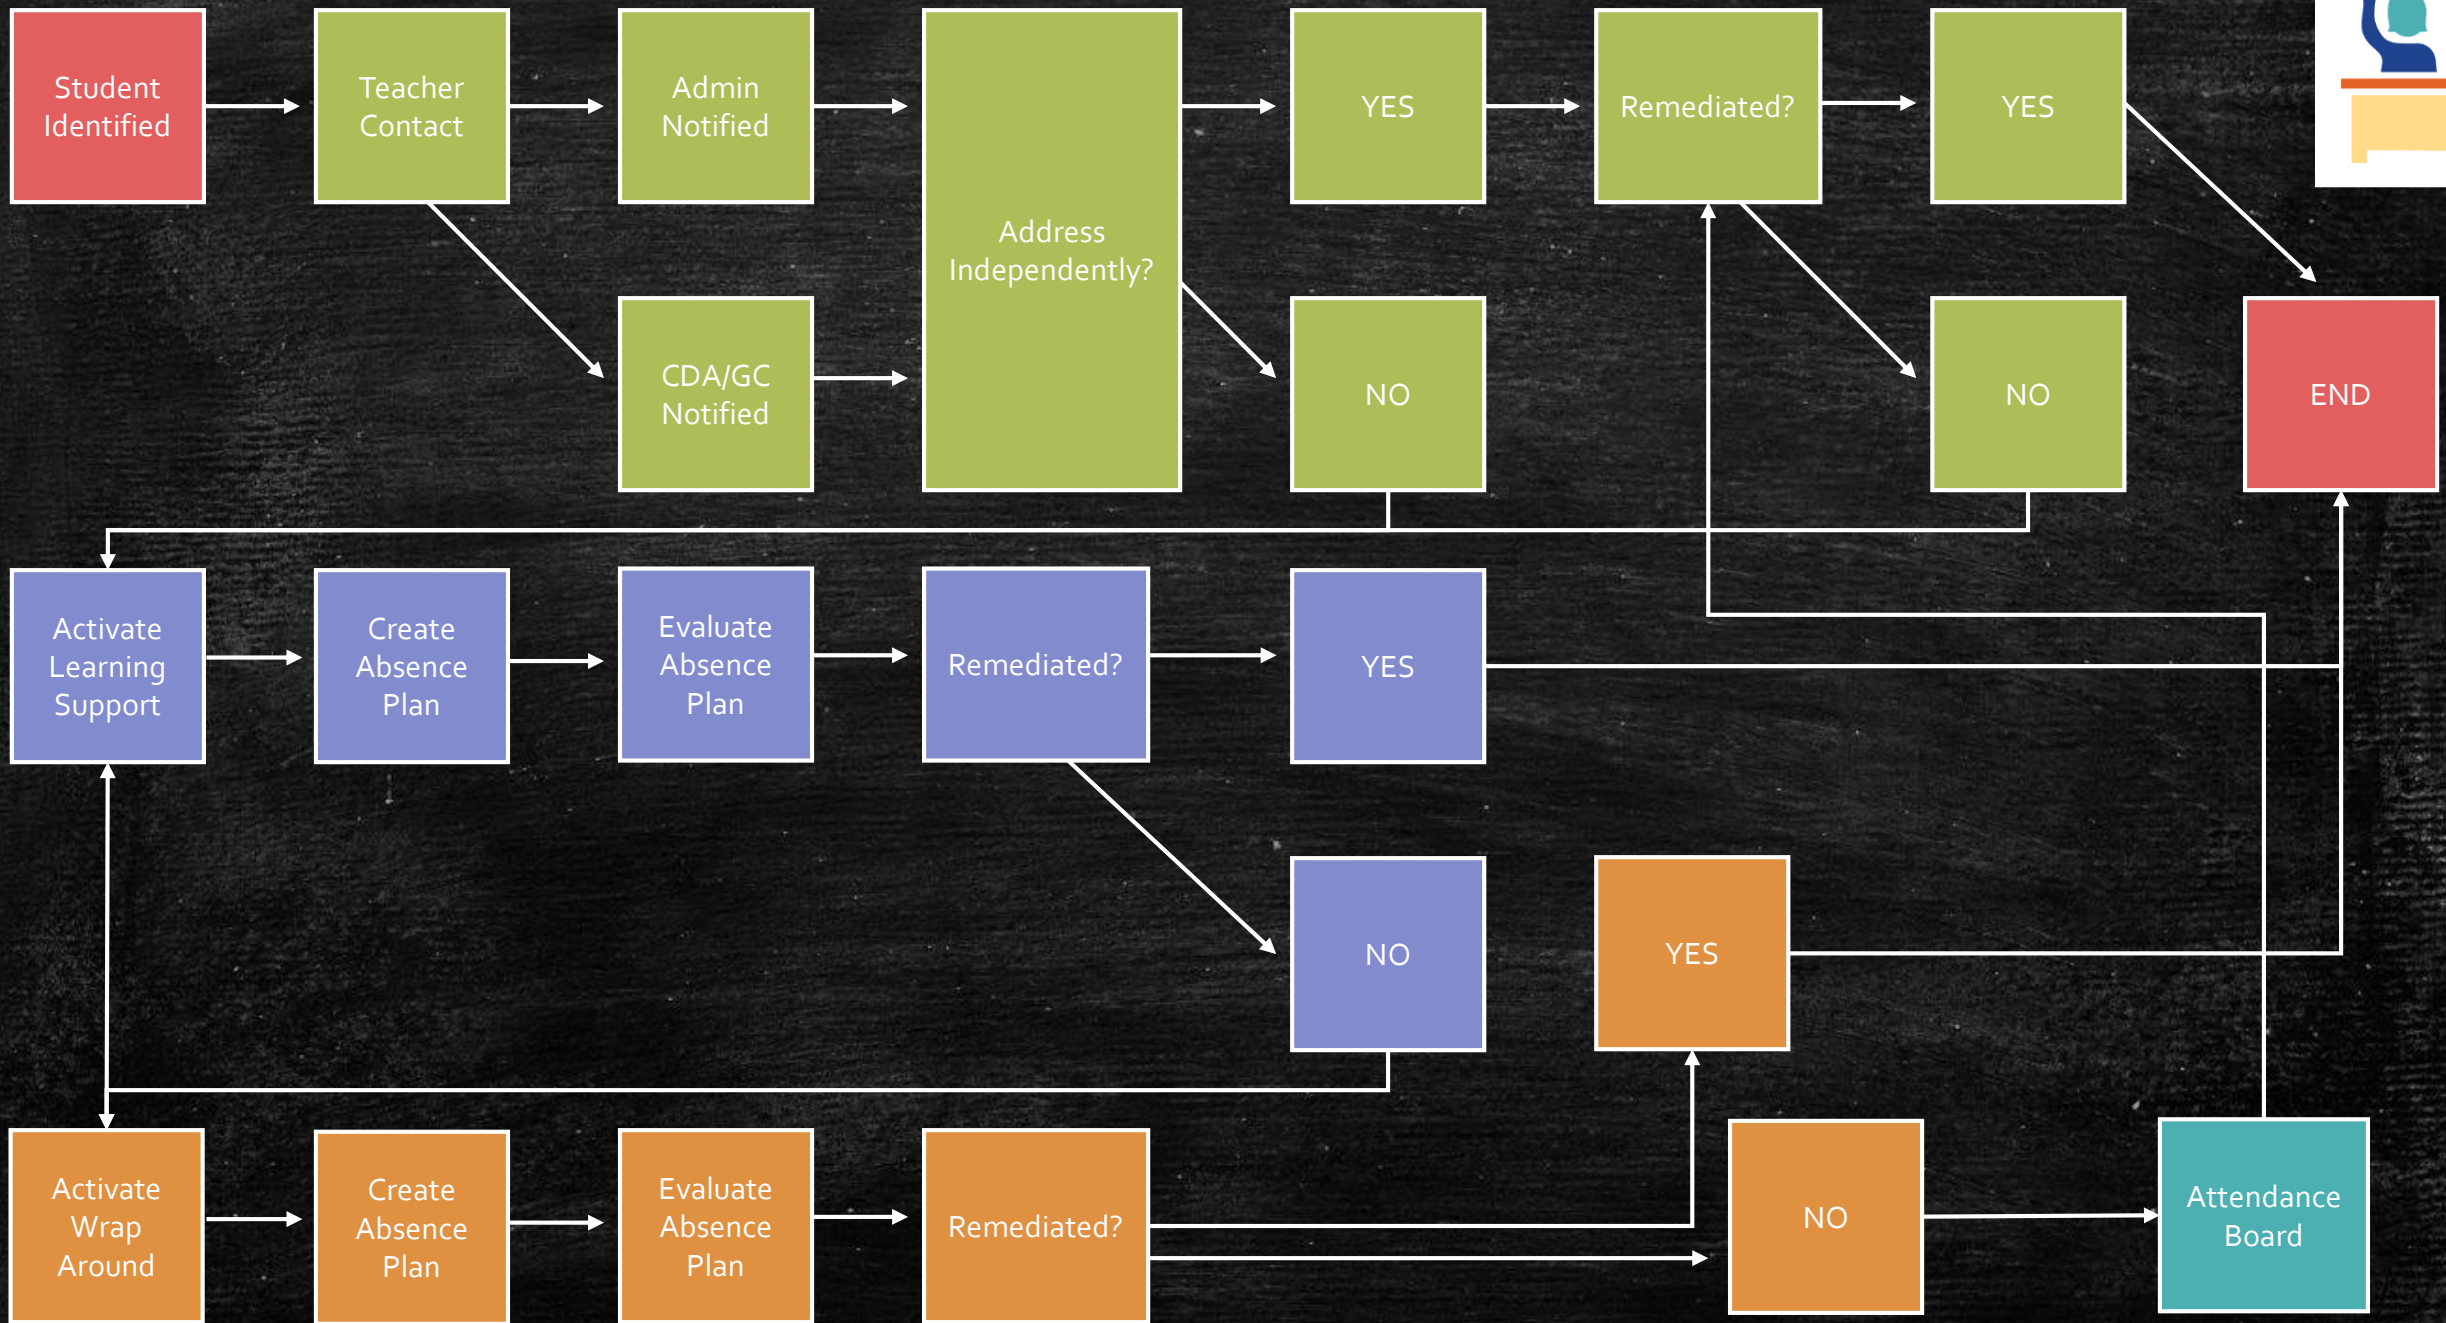 Student
Identified
Teacher
Contact
Admin
Notified
Address
Independently?
YES
Remediated?
YES
CDA/GC
Notified
NO
NO
END
Activate
Learning
Support
Create
Absence
Plan
Evaluate
Absence
Plan
Remediated?
YES
NO
YES
Activate
Wrap
Around
Create
Absence
Plan
Evaluate
Absence
Plan
Remediated?
NO
Attendance
Board